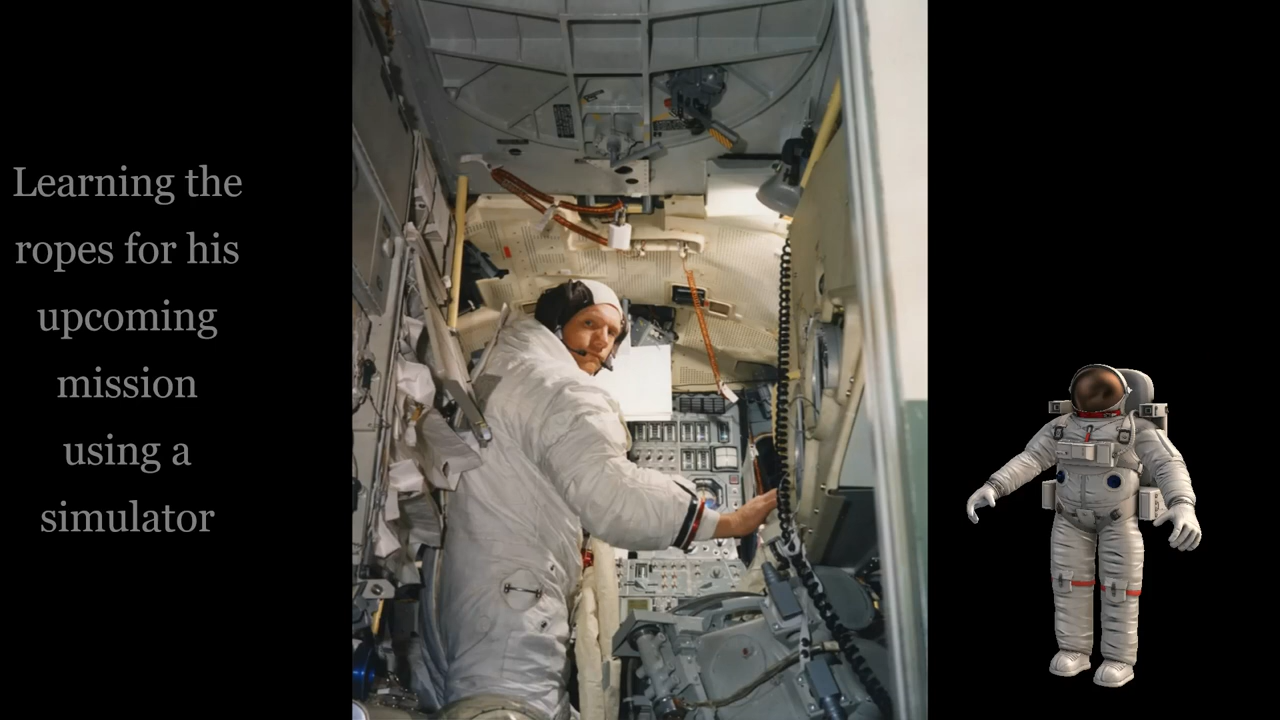 Learning the
ropes for his
upcoming
mission
using a
simulator